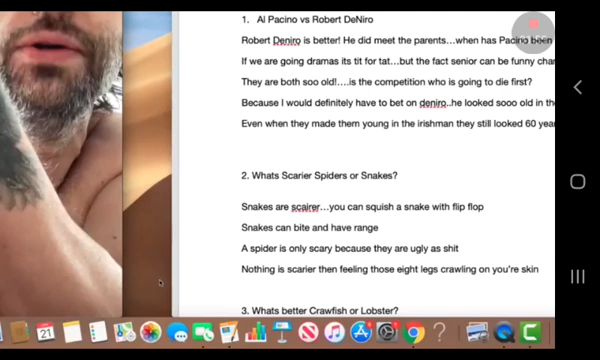 1. Al Pacino vs Robert DeNiro
Robert Deniro is better! He did meet the parents…when has Pacino been
If we are going dramas its tit for tat…but the fact senior can be funny
They are both soo old!….is the competition who is going to die first?
Because I would definitely have to bet on deniro..he looked sooo old in
Even when they made them young in the irishman they still looked 60
2. Whats Scarier Spiders or Snakes?
Snakes are scairer…you can squish a snake with flip flop
Snakes can bite and have range
A spider is only scary because they are ugly as shit
Nothing is scarier then feeling those eight legs crawling on you're skin
3. Whats better Crawfish or Lobster?
21